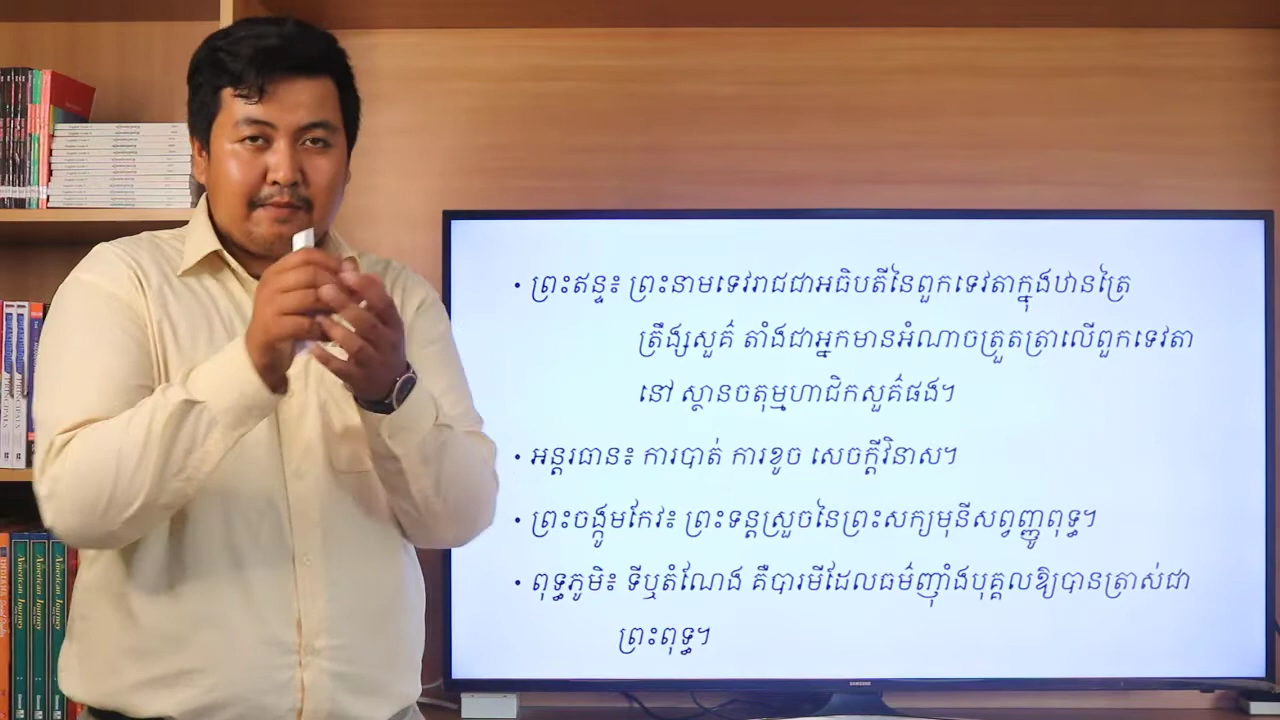 • ព្រះឥន្ទ៖ ព្រះនាមទេវរាជជាអធិបតីនៃពួកទេវតាក្នុងឋានត្រៃ
ត្រឹង្សសួគ៌ តាំងជាអ្នកមានអំណាចត្រួតត្រាលើពួកទេវតា
នៅ ស្ថានចតុម្មហាជិកសួគ៌ផង។
• អន្តរធាន៖ ការបាត់ ការខូច សេចក្ដីវិនាស។
• ព្រះចង្កូមកែវ៖ ព្រះទន្តស្រួចនៃព្រះសក្យមុនីសព្វញ្ញូពុទ្ធ។
• ពុទ្ធភូមិ៖ ទីឬតំណែង គឺបារមីដែលធម៌ញ៉ាំងបុគ្គលឱ្យបានត្រាស់ជា
ព្រះពុទ្ធ។
SAMSUNG
American Journey
American Journey
American Journey